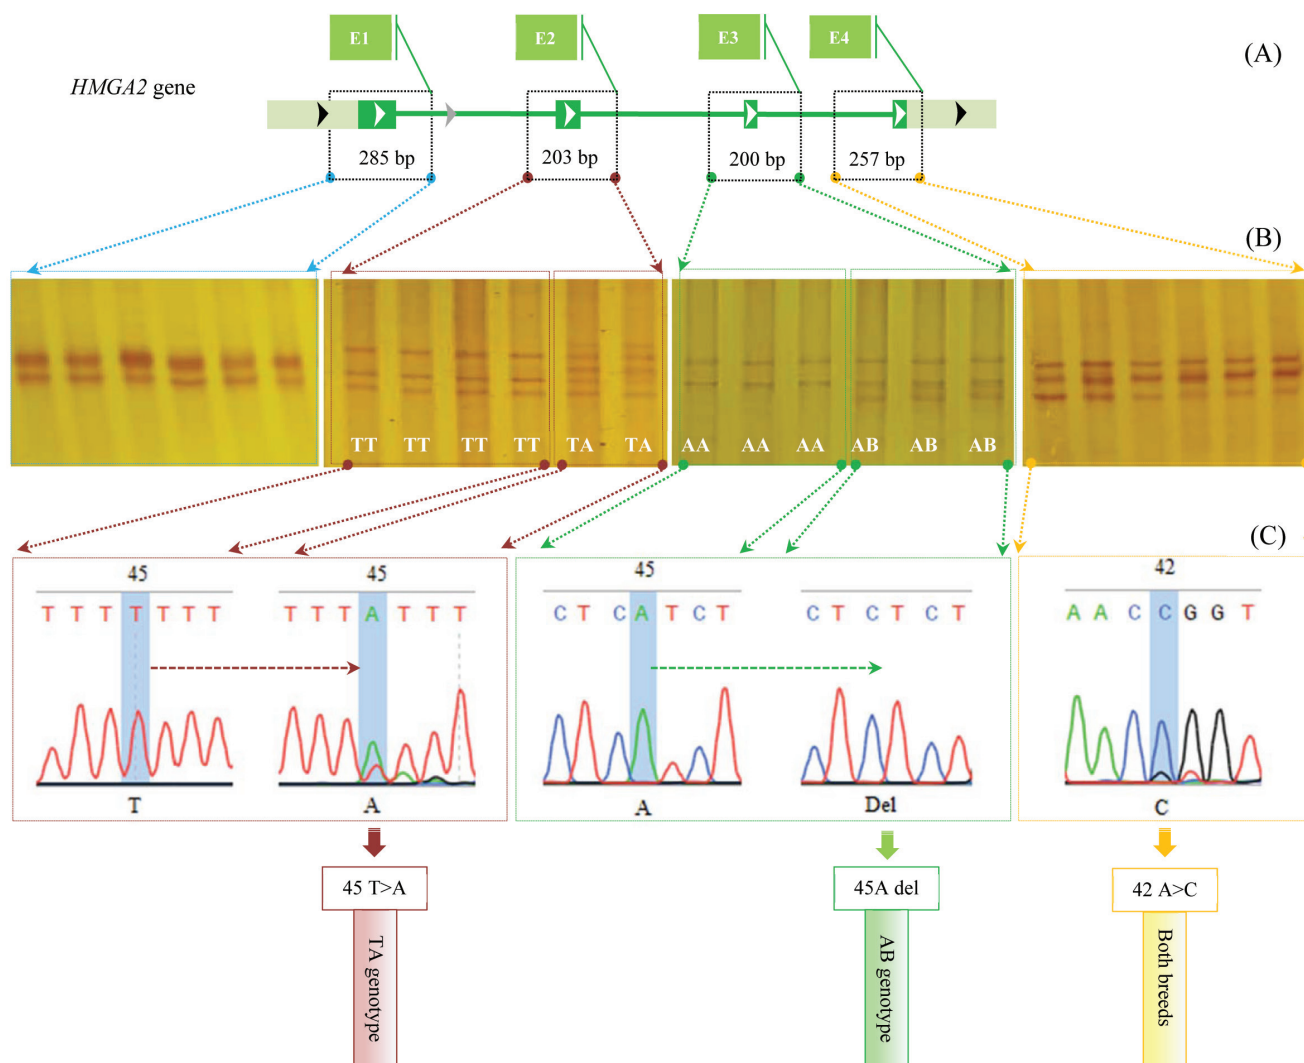 E1 E2 E3 E4
(A)
HMGA2 gene
285 bp 203 bp 200 bp 257 bp
(B)
TT TT TT TT TA TA AA AA AA AB AB AB
(C)
45 45 45 42
T T T T T T T T T T A T T T C T C A T C T C T C T C T A A C C G G T
T A A Del C
45 T>A 45A del 42 A>C
TA genotype
AB genotype
Both breeds